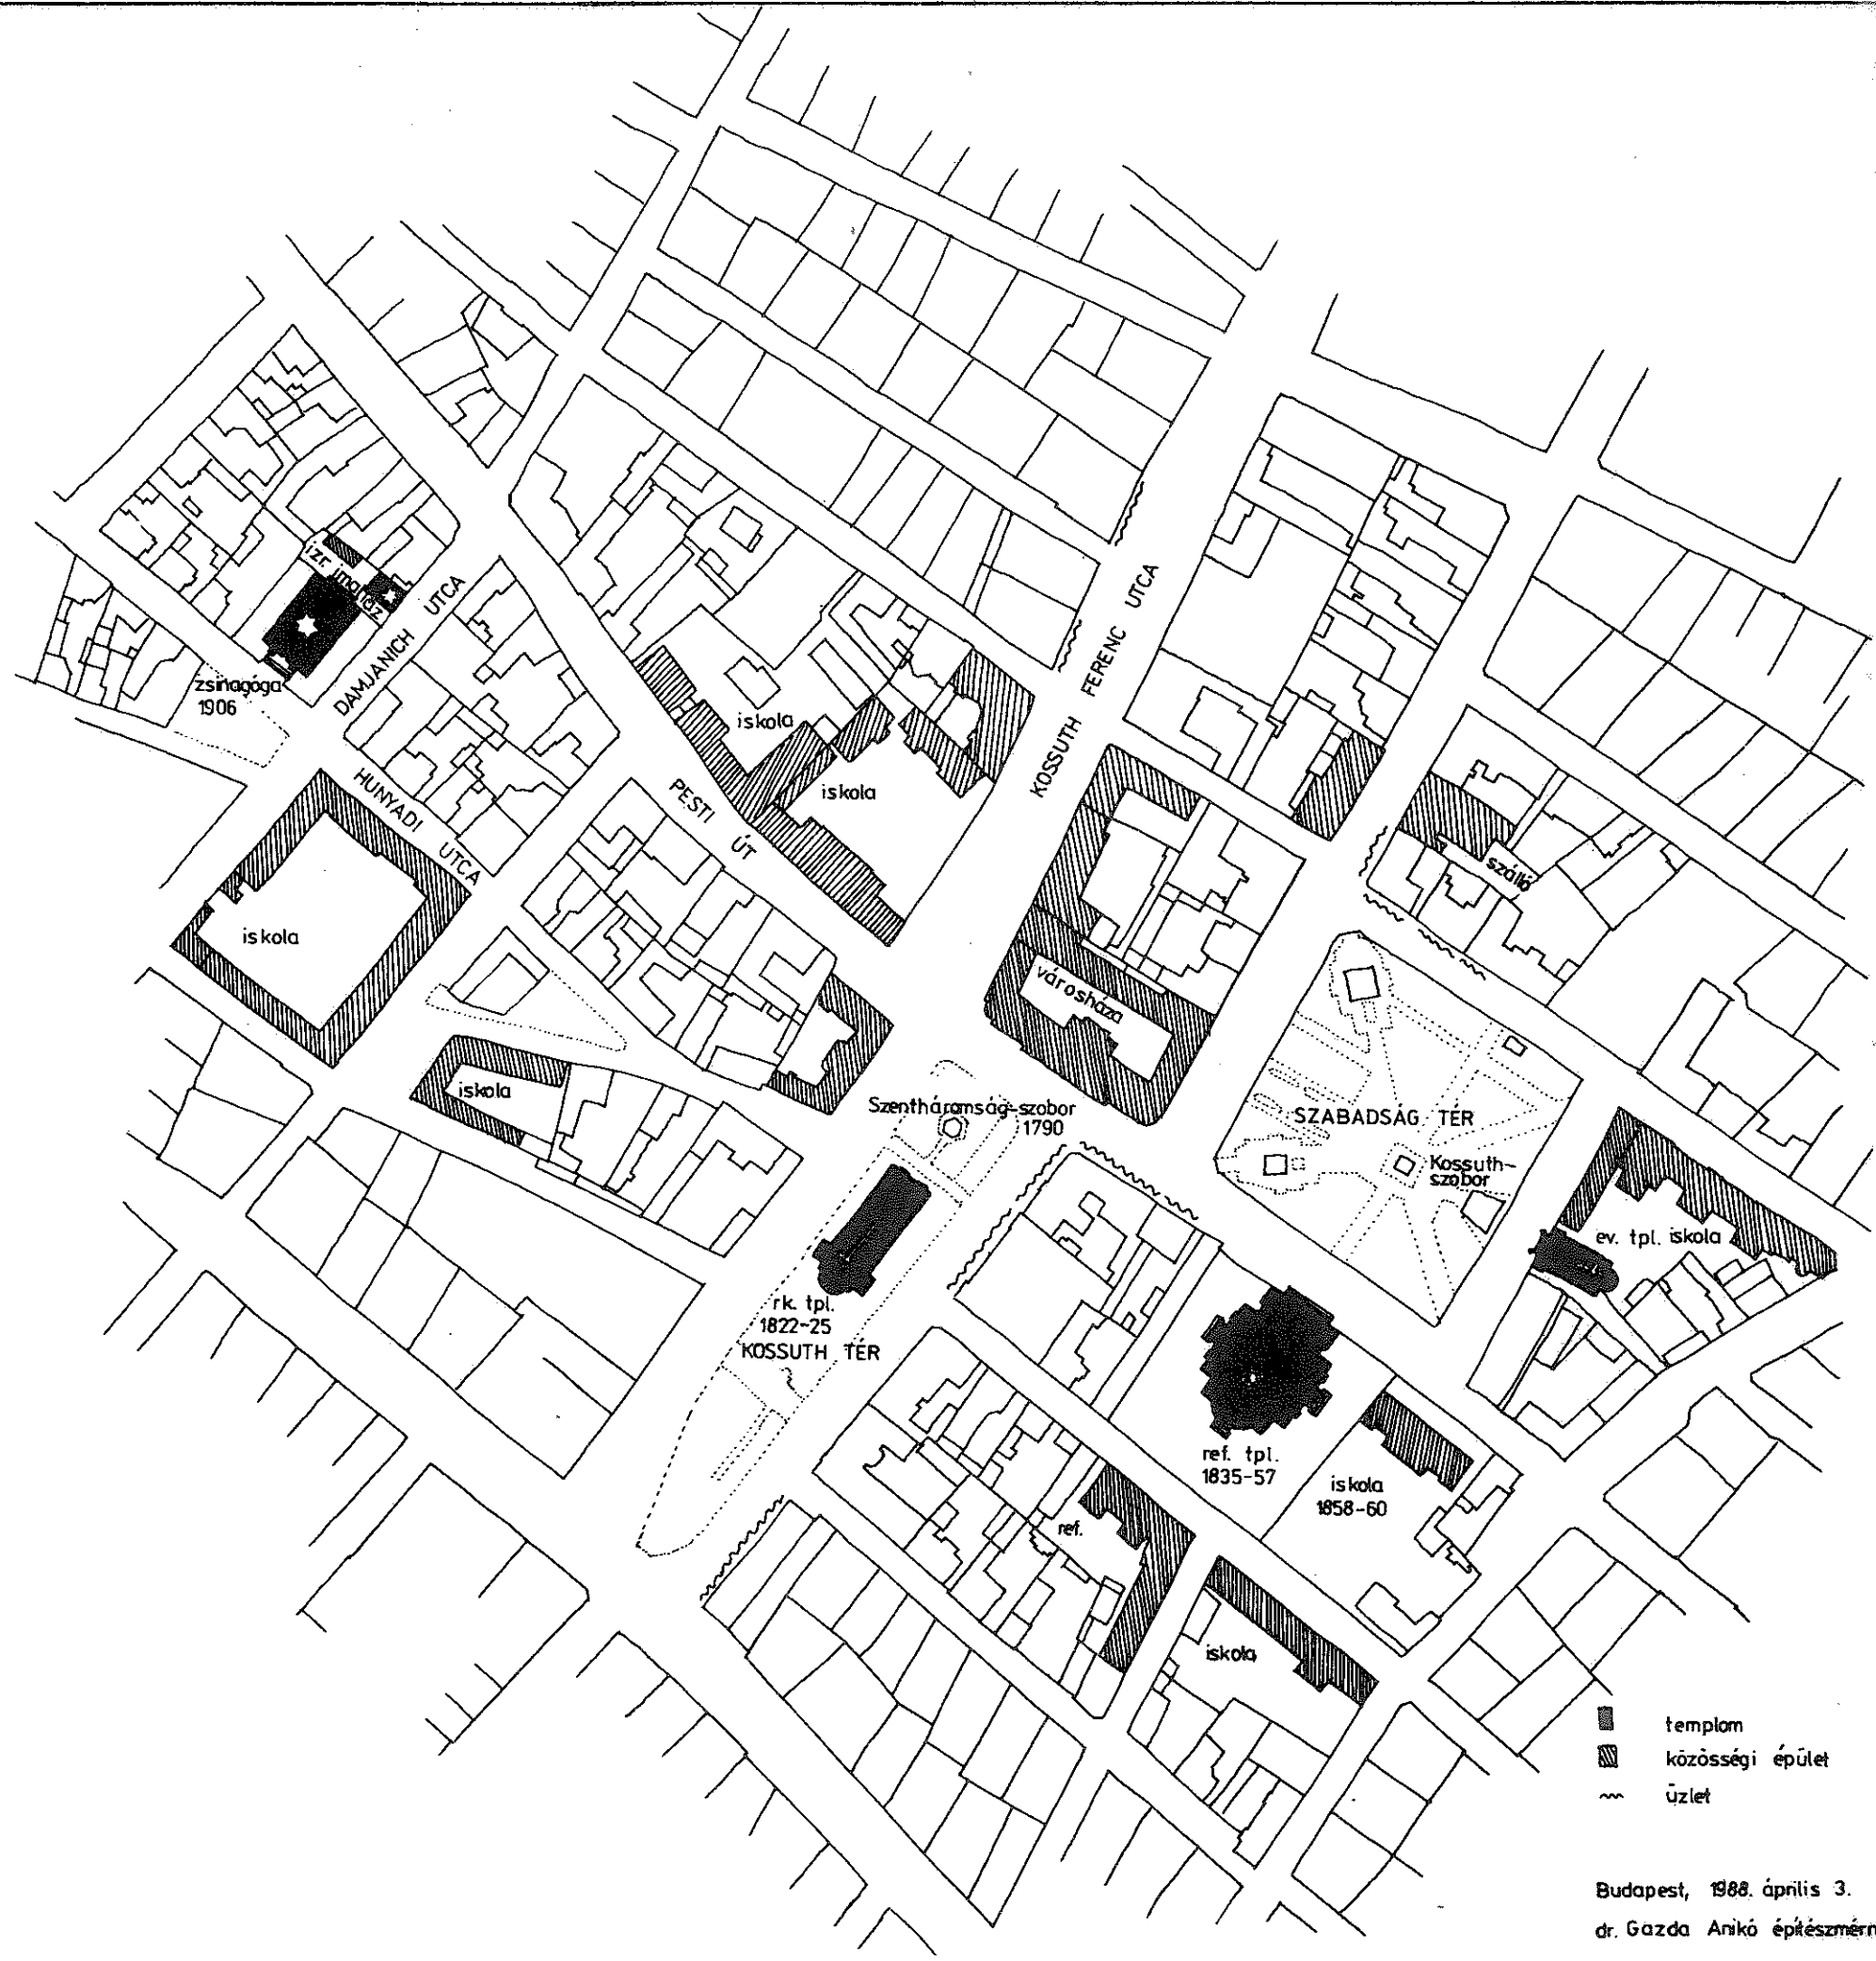 KOSSUTH FERENC UTCA
izr. imaház
DAMJANICH UTCA
zsinagóga
1906
iskola
iskola
HUNYADI UTCA
PESTI ÚT
iskola
szálló
városháza
iskola
Szentháromság-szobor
1790
SZABADSÁG TÉR
Kossuth-
szobor
ev. tpl. iskola
rk. tpl.
1822-25
KOSSUTH TÉR
ref. tpl.
1835-57
iskola
1858-60
ref.
iskola
templom
közösségi épület
üzlet
Budapest, 1988. április 3.
dr. Gazda Anikó építészmérn